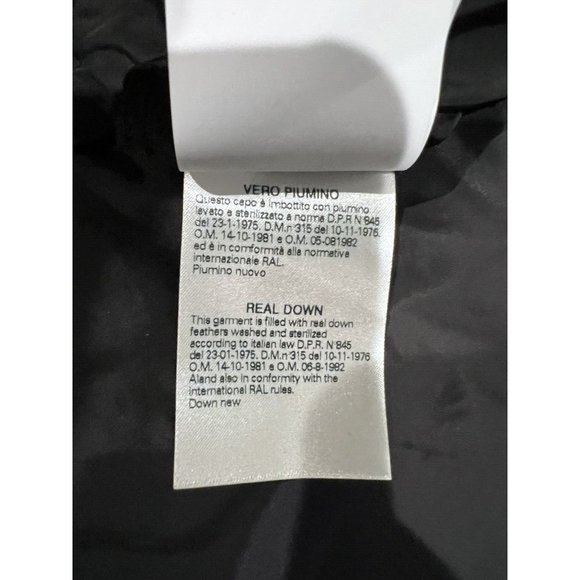 VERO PIUMINO
Questo capo è imbottito con piumino
lavato e sterilizzato a norma D.P.R N°845
del 23-1-1975. D.M.n°315 del 10-11-1976.
O.M. 14-10-1981 e O.M. 05-081982
ed è in conformità alla normativa
internazionale RAL.
Piumino nuovo
REAL DOWN
This garment is filled with real down
feathers washed and sterilized
according to italian law D.P.R. N°845
del 23-01-1975. D.M.n°315 del 10-11-1976
O.M. 14-10-1981 e O.M. 06-8-1982
Aland also in conformity with the
international RAL rules.
Down new